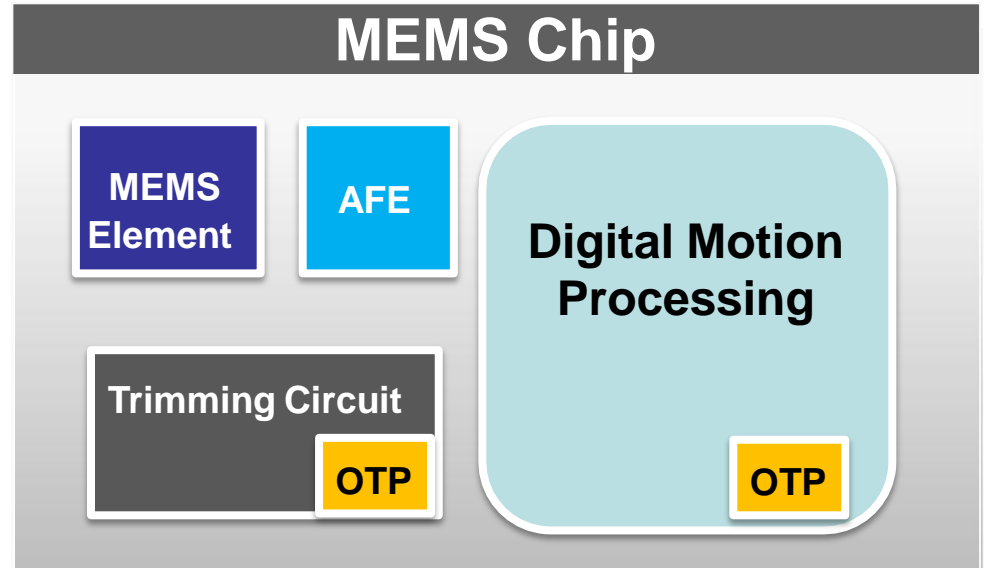 MEMS Chip
MEMS
Element
AFE
Digital Motion
Processing
Trimming Circuit
OTP
OTP